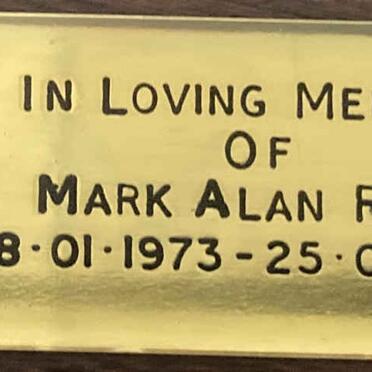 IN LOVING ME
OF
MARK ALAN
8·01·1973-25·0